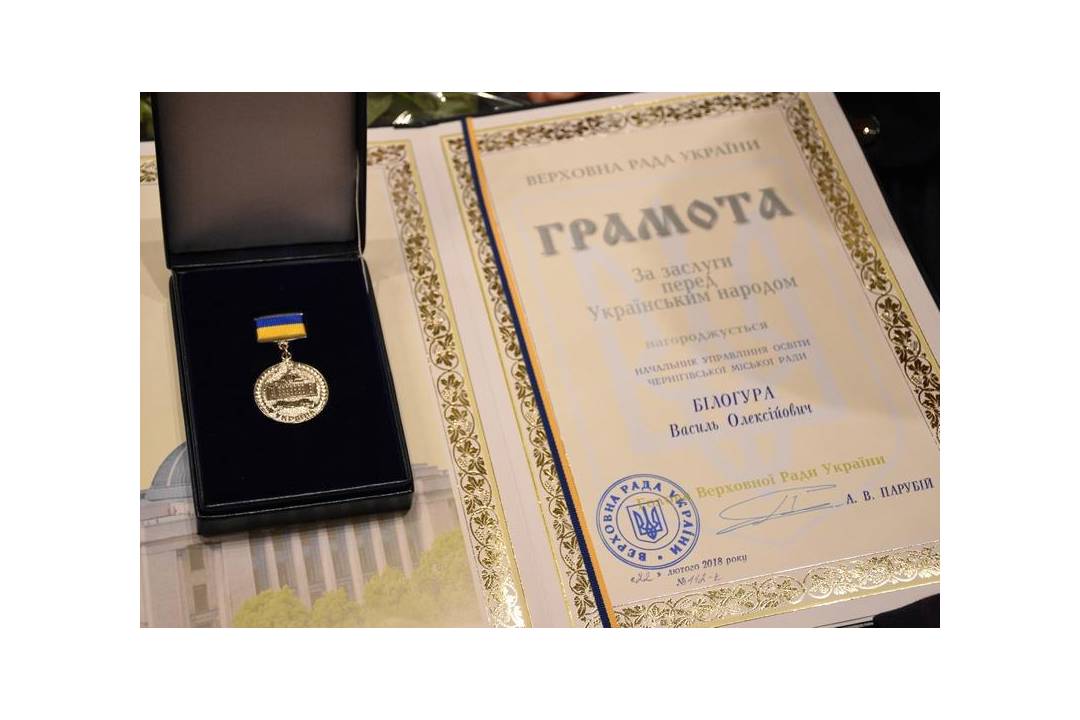 УКРАЇНИ
ВЕРХОВНА РАДА УКРАЇНИ
ГРАМОТА
За заслуги
перед
Українським народом
нагороджується
НАЧАЛЬНИК УПРАВЛІННЯ ОСВІТИ
ЧЕРНІГІВСЬКОЇ МІСЬКОЇ РАДИ
БІЛОГУРА
Василь Олексійович
Верховної Ради України
А. В. ПАРУБІЙ
ВЕРХОВНА РАДА УКРАЇНИ
«22» лютого 2018 року